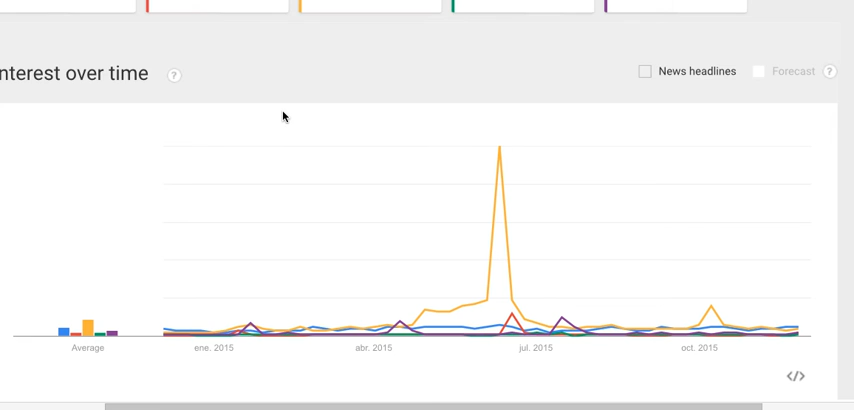 nterest over time ?
News headlines
Forecast ?
Average
ene. 2015
abr. 2015
jul. 2015
oct. 2015
</>